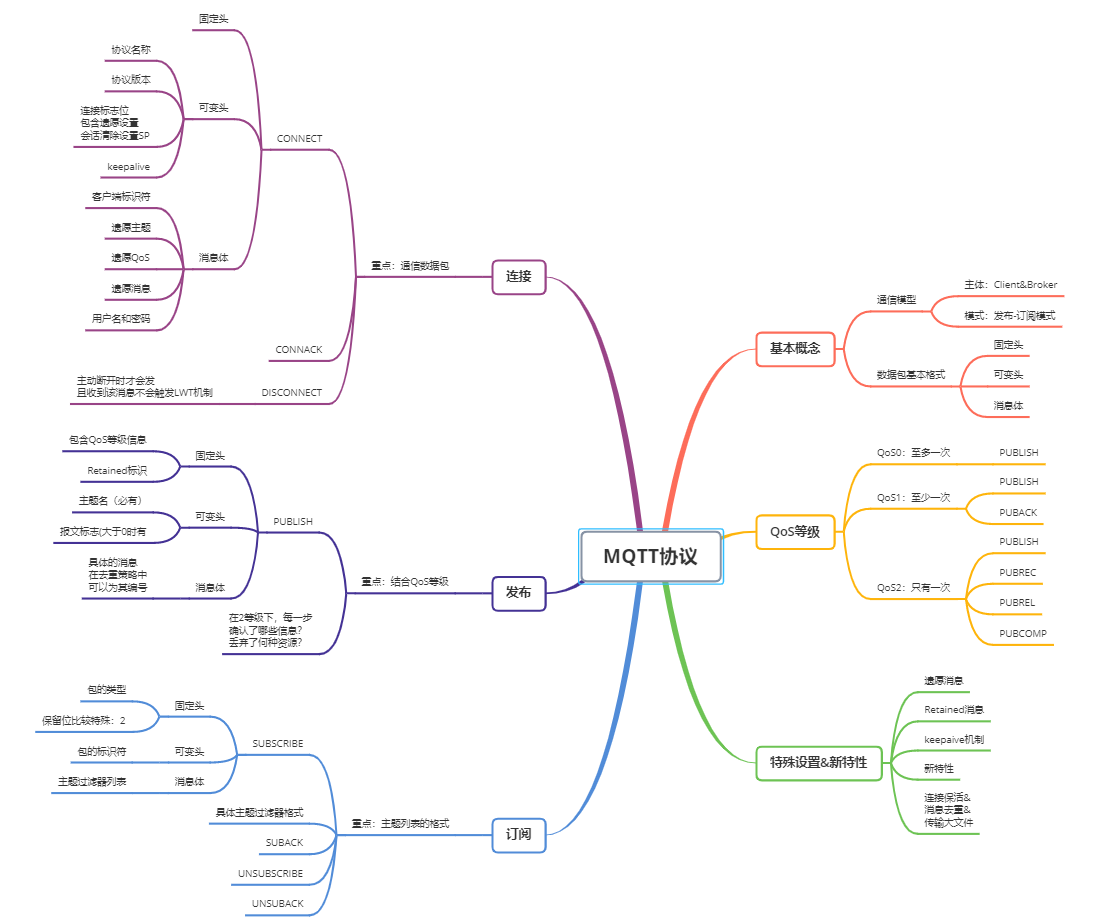 MQTT协议
基本概念
通信模型
主体：Client&Broker
模式：发布-订阅模式
数据包基本格式
固定头
可变头
消息体
QoS等级
QoS0：至多一次
PUBLISH
QoS1：至少一次
PUBLISH
PUBACK
QoS2：只有一次
PUBLISH
PUBREC
PUBREL
PUBCOMP
特殊设置&新特性
遗愿消息
Retained消息
keepaive机制
新特性
连接保活&
消息去重&
传输大文件
连接
重点：通信数据包
CONNECT
固定头
可变头
协议名称
协议版本
连接标志位
包含遗愿设置
会话清除设置SP
keepalive
消息体
客户端标识符
遗愿主题
遗愿QoS
遗愿消息
用户名和密码
CONNACK
DISCONNECT
主动断开时才会发
且收到该消息不会触发LWT机制
发布
重点：结合QoS等级
PUBLISH
固定头
包含QoS等级信息
Retained标识
可变头
主题名（必有）
报文标志(大于0时有
消息体
具体的消息
在去重策略中
可以为其编号
在2等级下，每一步
确认了哪些信息？
丢弃了何种资源？
订阅
重点：主题列表的格式
SUBSCRIBE
固定头
包的类型
保留位比较特殊：2
可变头
包的标识符
消息体
主题过滤器列表
具体主题过滤器格式
SUBACK
UNSUBSCRIBE
UNSUBACK